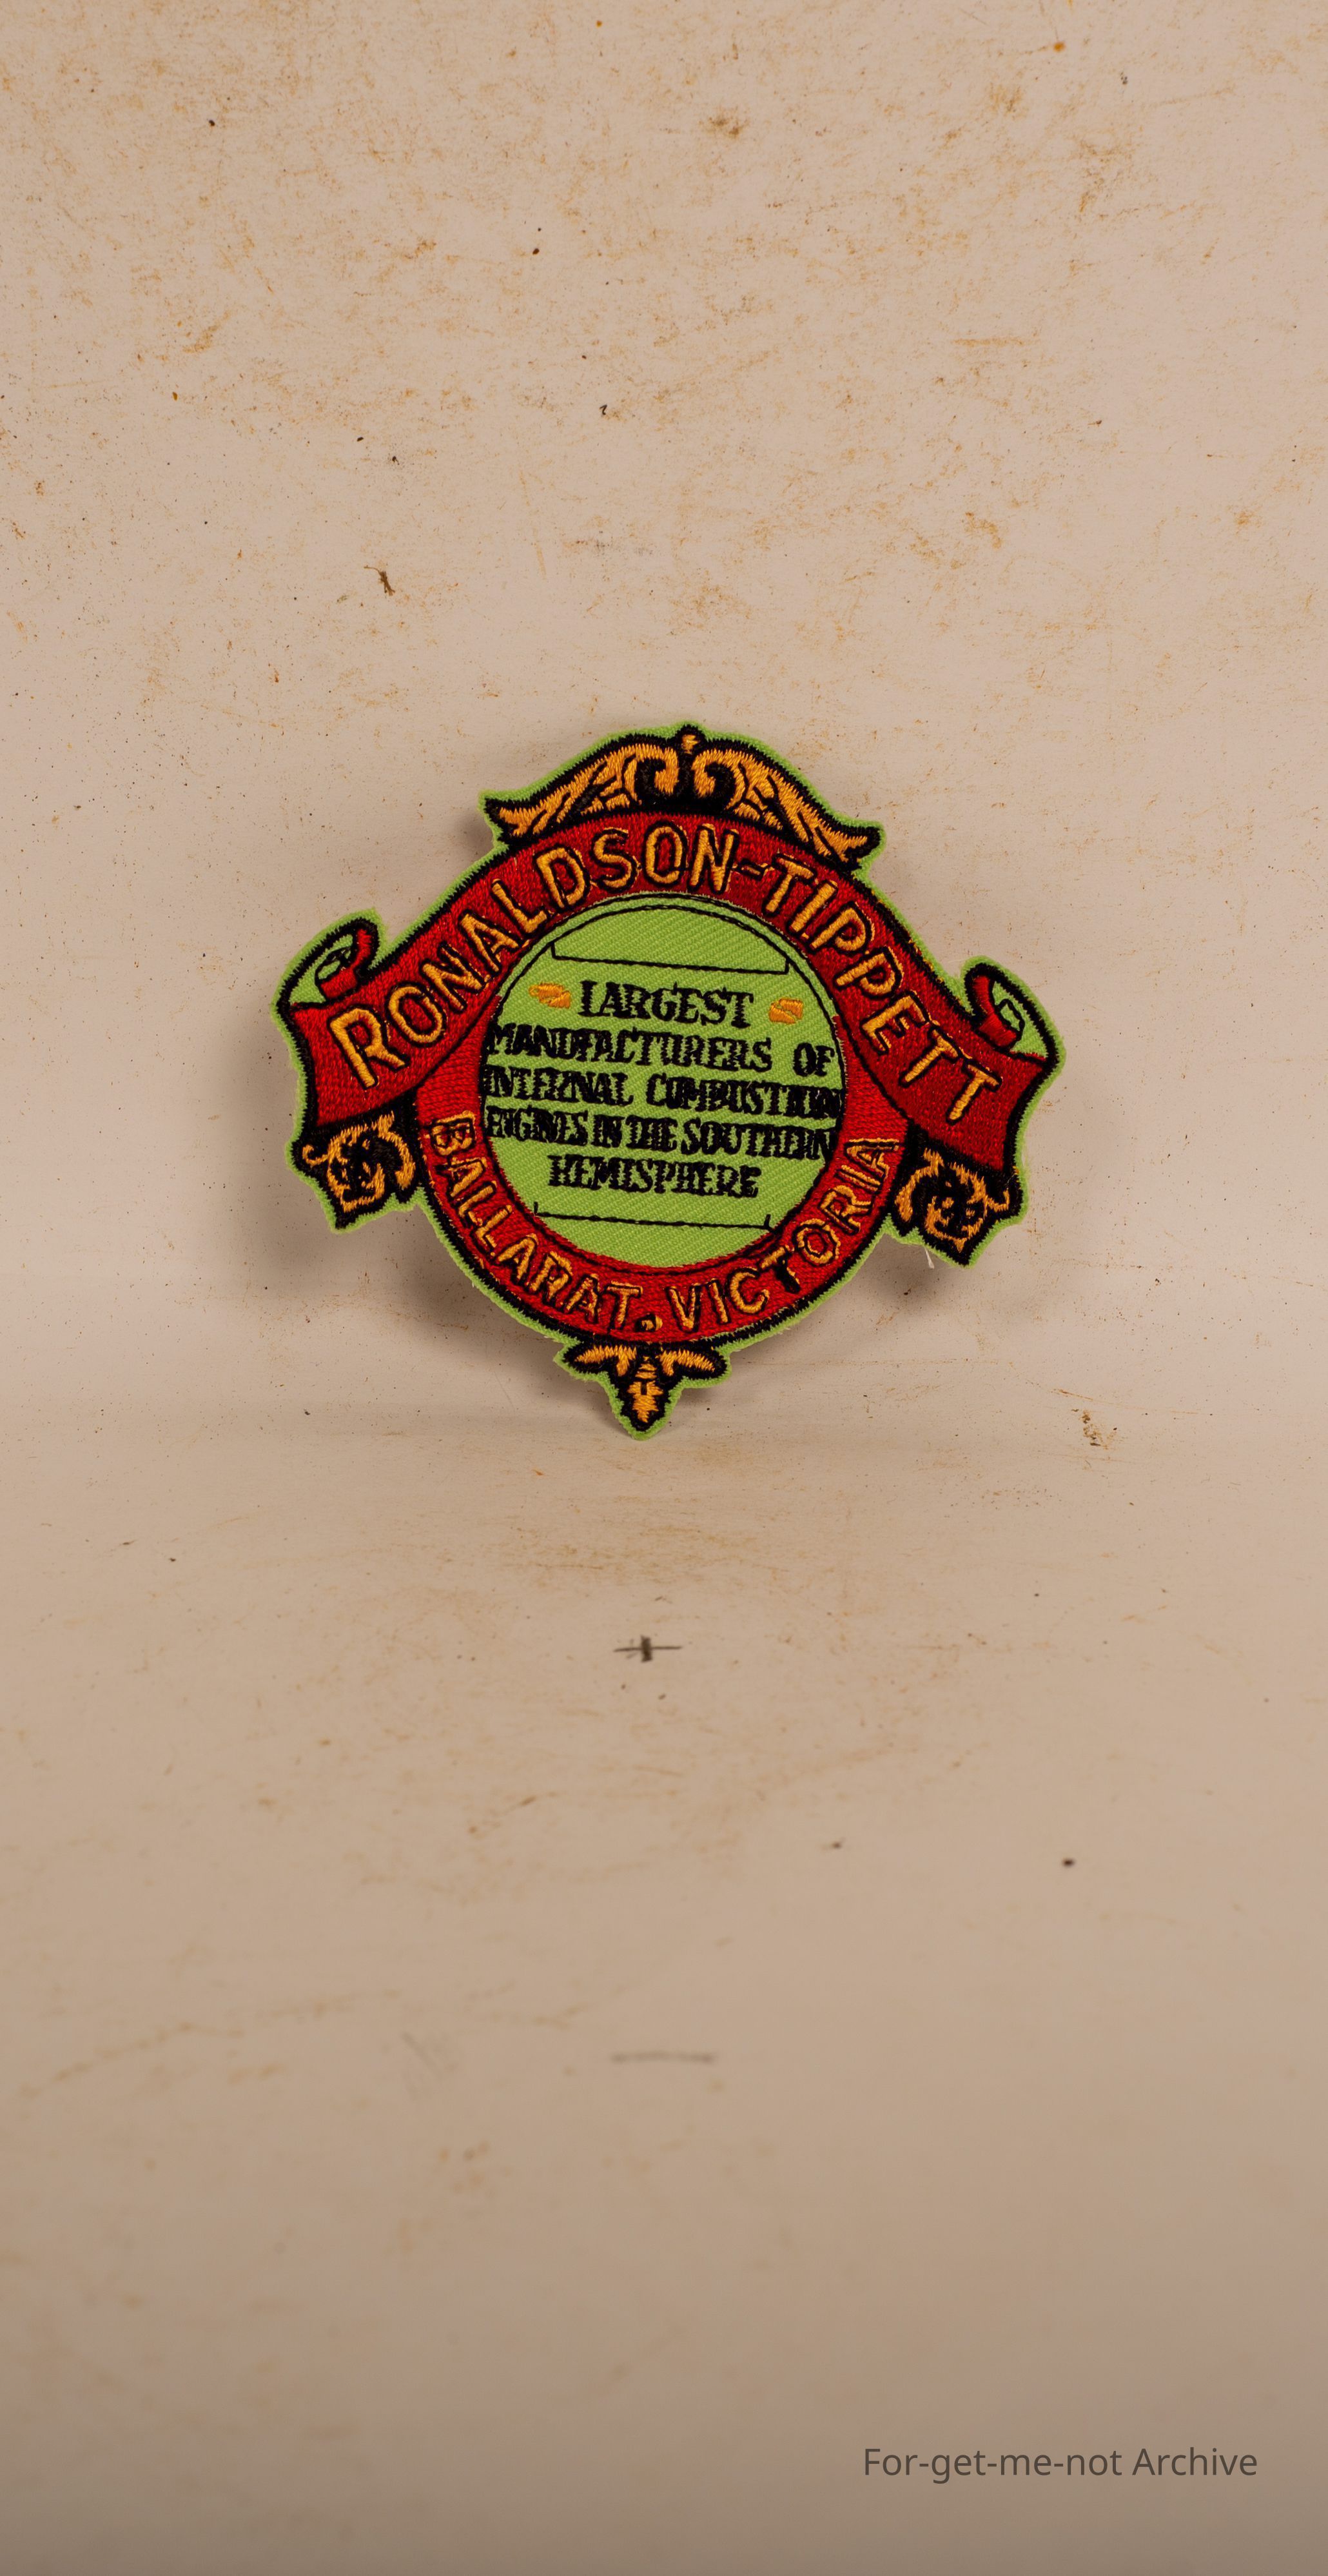 RONALDSON-TIPPETT
LARGEST
MANUFACTURERS OF
INTERNAL COMBUSTION
ENGINES IN THE SOUTHERN
HEMISPHERE
BALLARAT. VICTORIA
For-get-me-not Archive